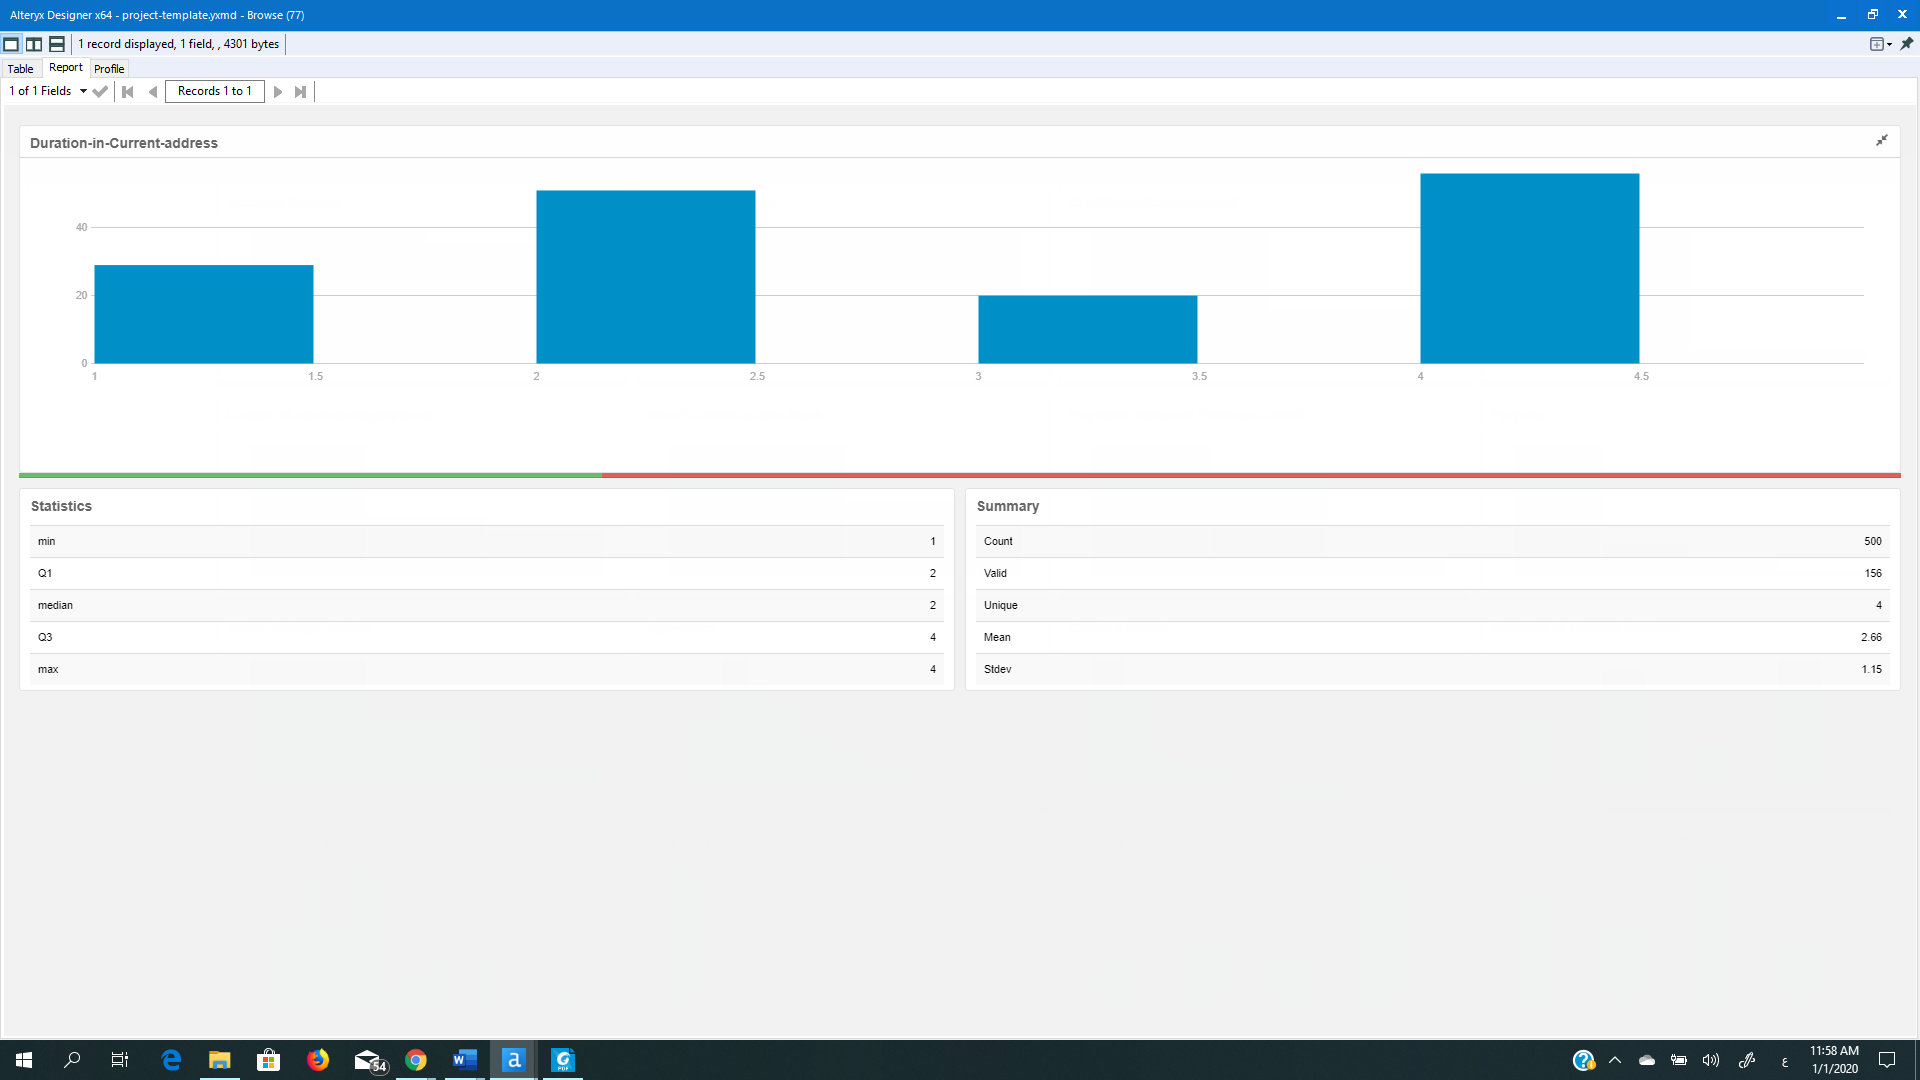 Alteryx Designer x64 - project-template.yxmd - Browse (77)
1 record displayed, 1 field, , 4301 bytes
Table Report Profile
1 of 1 Fields Records 1 to 1
Duration-in-Current-address
40
20
0
1 1.5 2 2.5 3 3.5 4 4.5
Statistics
min 1
Q1 2
median 2
Q3 4
max 4
Summary
Count 500
Valid 156
Unique 4
Mean 2.66
Stdev 1.15
54
ع
11:58 AM
1/1/2020